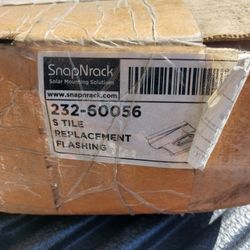 SnapNrack
Solar Mounting Solutions
www.snapnrack.com
232-60056
S TILE
REPLACEMENT
FLASHING